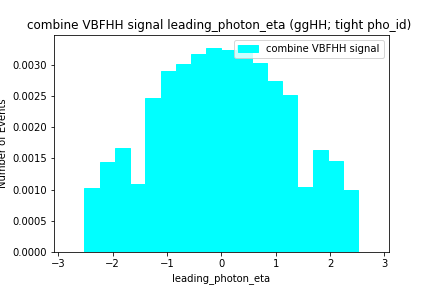 combine VBFHH signal leading_photon_eta (ggHH; tight pho_id)
combine VBFHH signal
Number of Events
0.0030
0.0025
0.0020
0.0015
0.0010
0.0005
0.0000
−3 −2 −1 0 1 2 3
leading_photon_eta